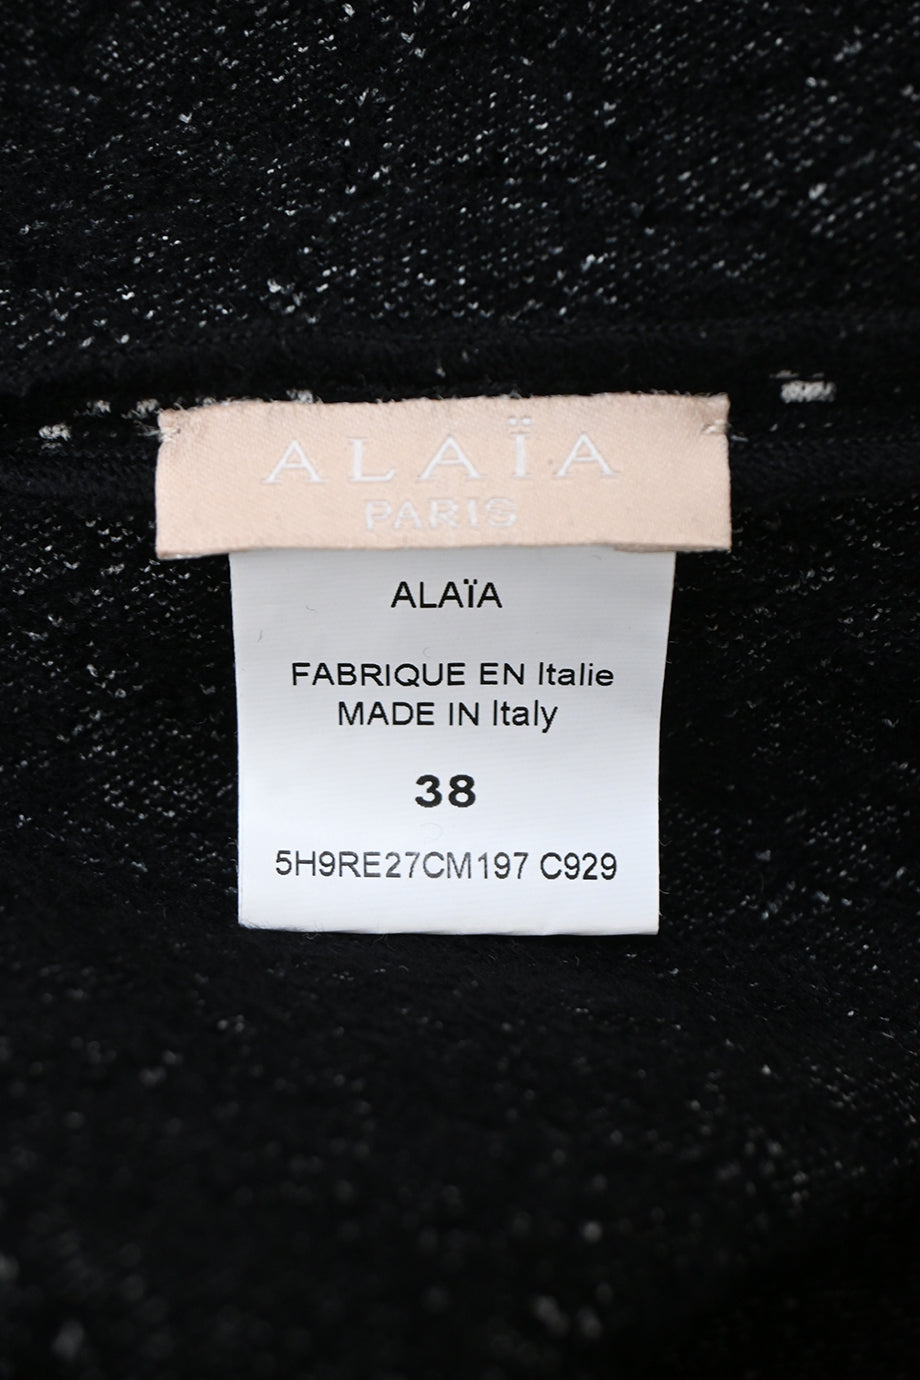 ALAÏA
PARIS
ALAÏA
FABRIQUE EN Italie
MADE IN Italy
38
5H9RE27CM197 C929